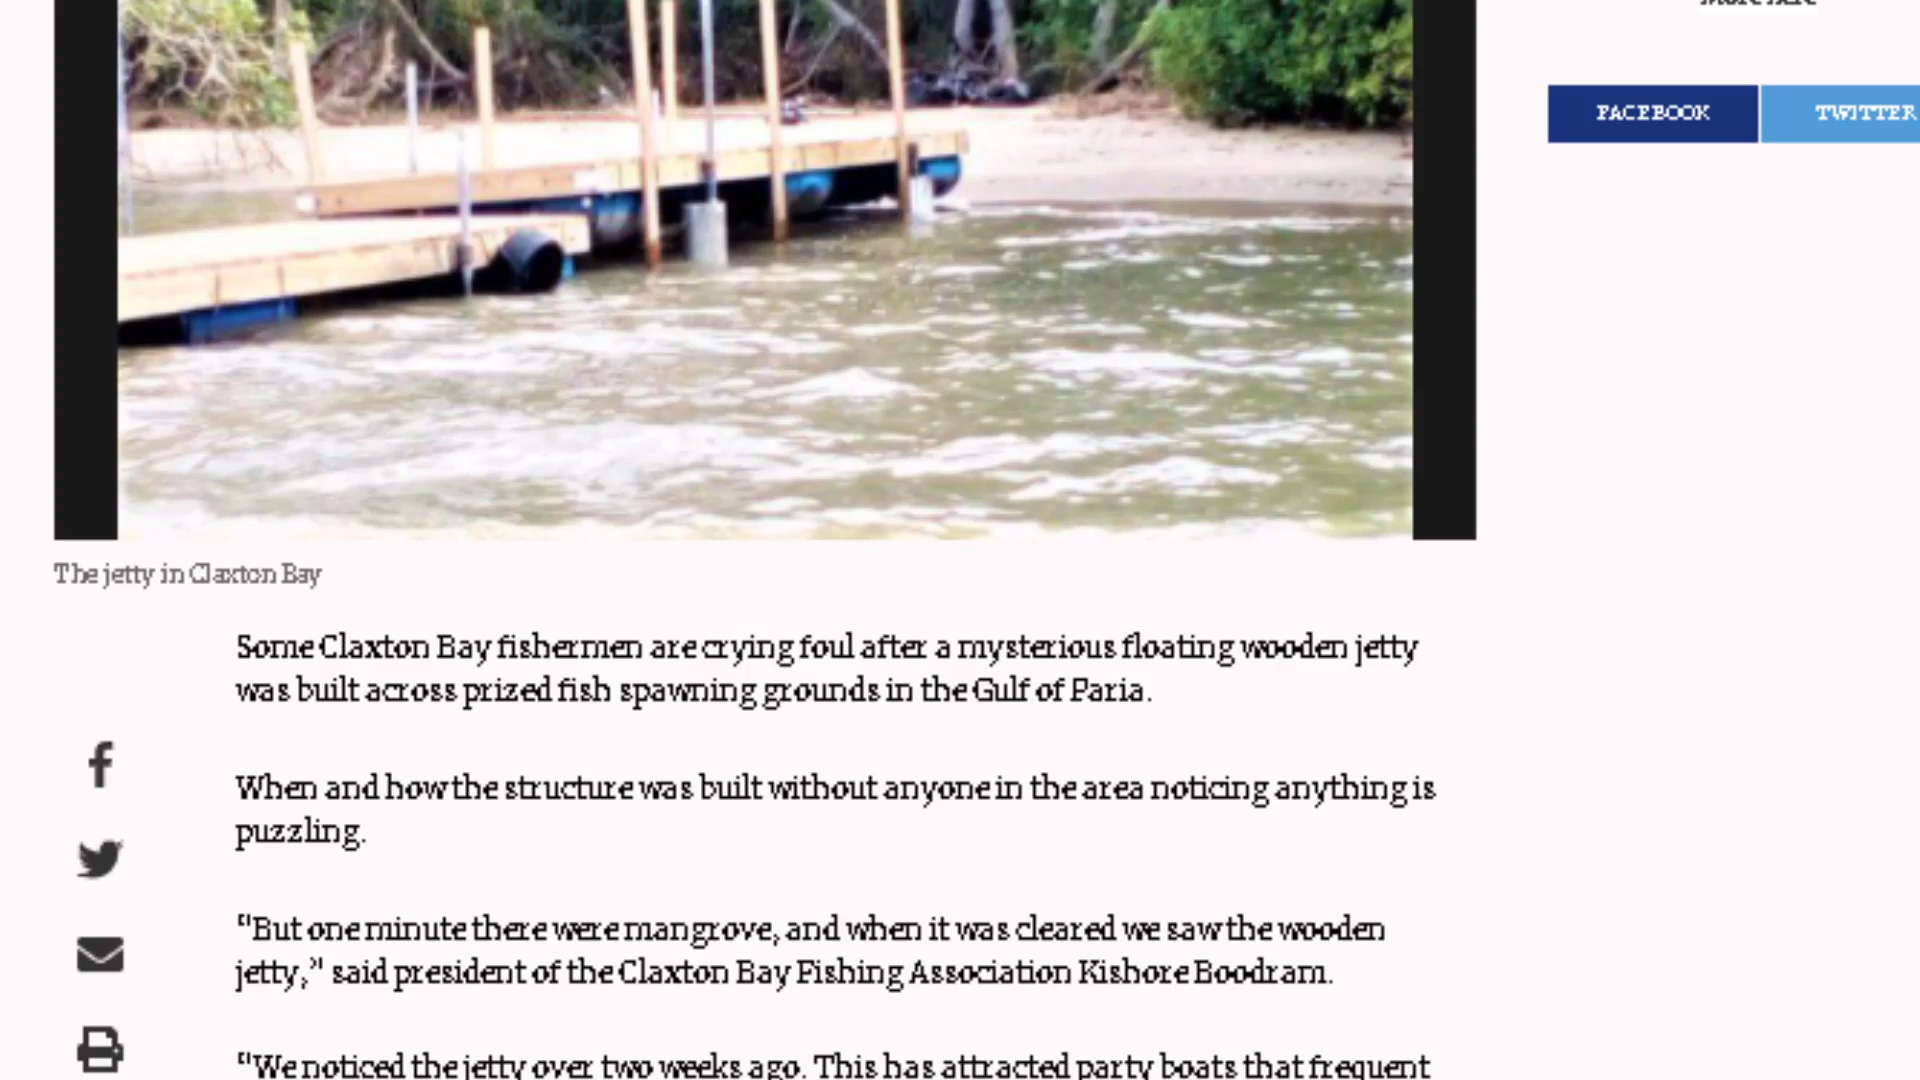 FACEBOOK
TWITTER
The jetty in Claxton Bay
Some Claxton Bay fishermen are crying foul after a mysterious floating wooden jetty
was built across prized fish spawning grounds in the Gulf of Paria.
When and how the structure was built without anyone in the area noticing anything is
puzzling.
"But one minute there were mangrove, and when it was cleared we saw the wooden
jetty," said president of the Claxton Bay Fishing Association Kishore Boodram.
"We noticed the jetty over two weeks ago. This has attracted party boats that frequent